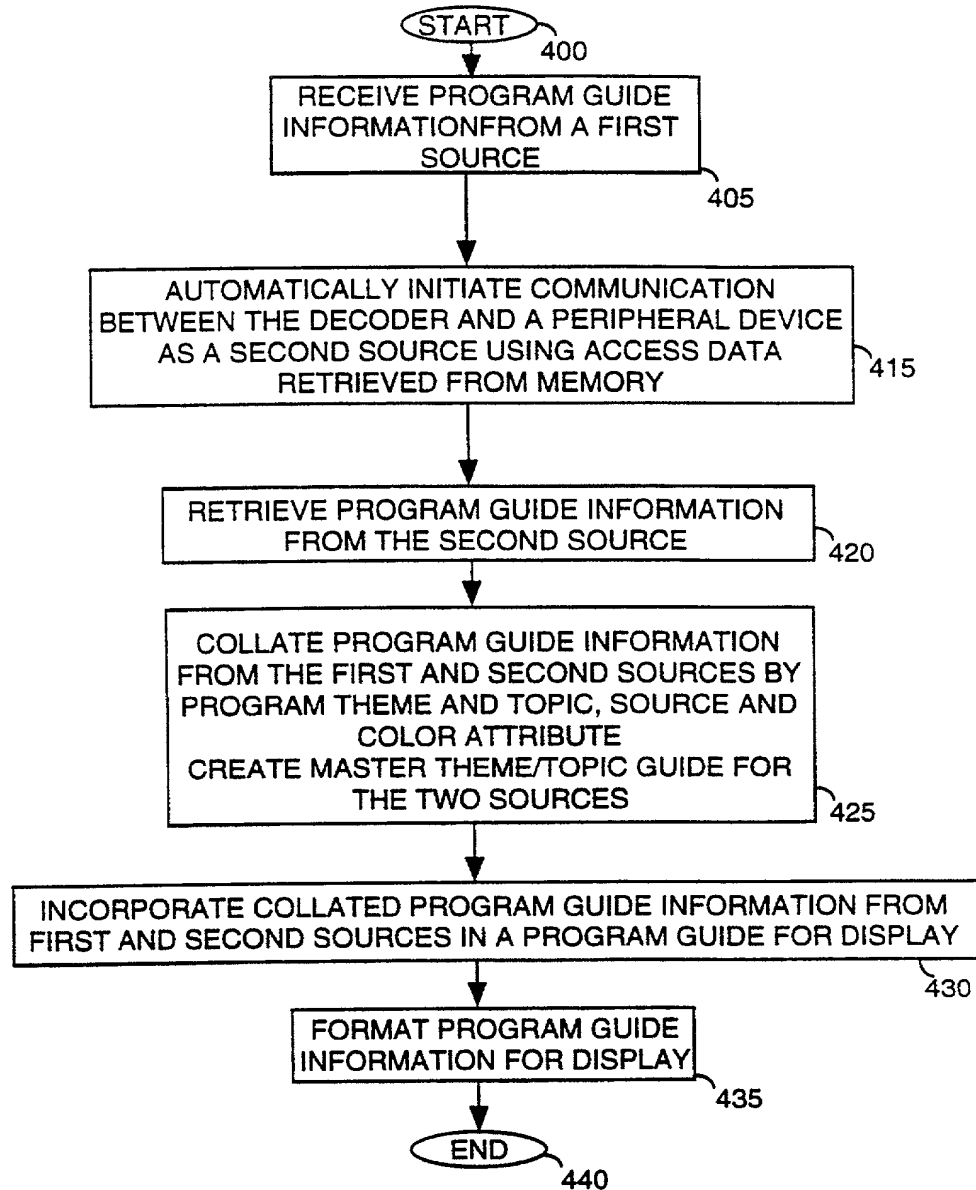 START
400
RECEIVE PROGRAM GUIDE
INFORMATIONFROM A FIRST
SOURCE
405
AUTOMATICALLY INITIATE COMMUNICATION
BETWEEN THE DECODER AND A PERIPHERAL DEVICE
AS A SECOND SOURCE USING ACCESS DATA
RETRIEVED FROM MEMORY
415
RETRIEVE PROGRAM GUIDE INFORMATION
FROM THE SECOND SOURCE
420
COLLATE PROGRAM GUIDE INFORMATION
FROM THE FIRST AND SECOND SOURCES BY
PROGRAM THEME AND TOPIC, SOURCE AND
COLOR ATTRIBUTE
CREATE MASTER THEME/TOPIC GUIDE FOR
THE TWO SOURCES
425
INCORPORATE COLLATED PROGRAM GUIDE INFORMATION FROM
FIRST AND SECOND SOURCES IN A PROGRAM GUIDE FOR DISPLAY
430
FORMAT PROGRAM GUIDE
INFORMATION FOR DISPLAY
435
END
440